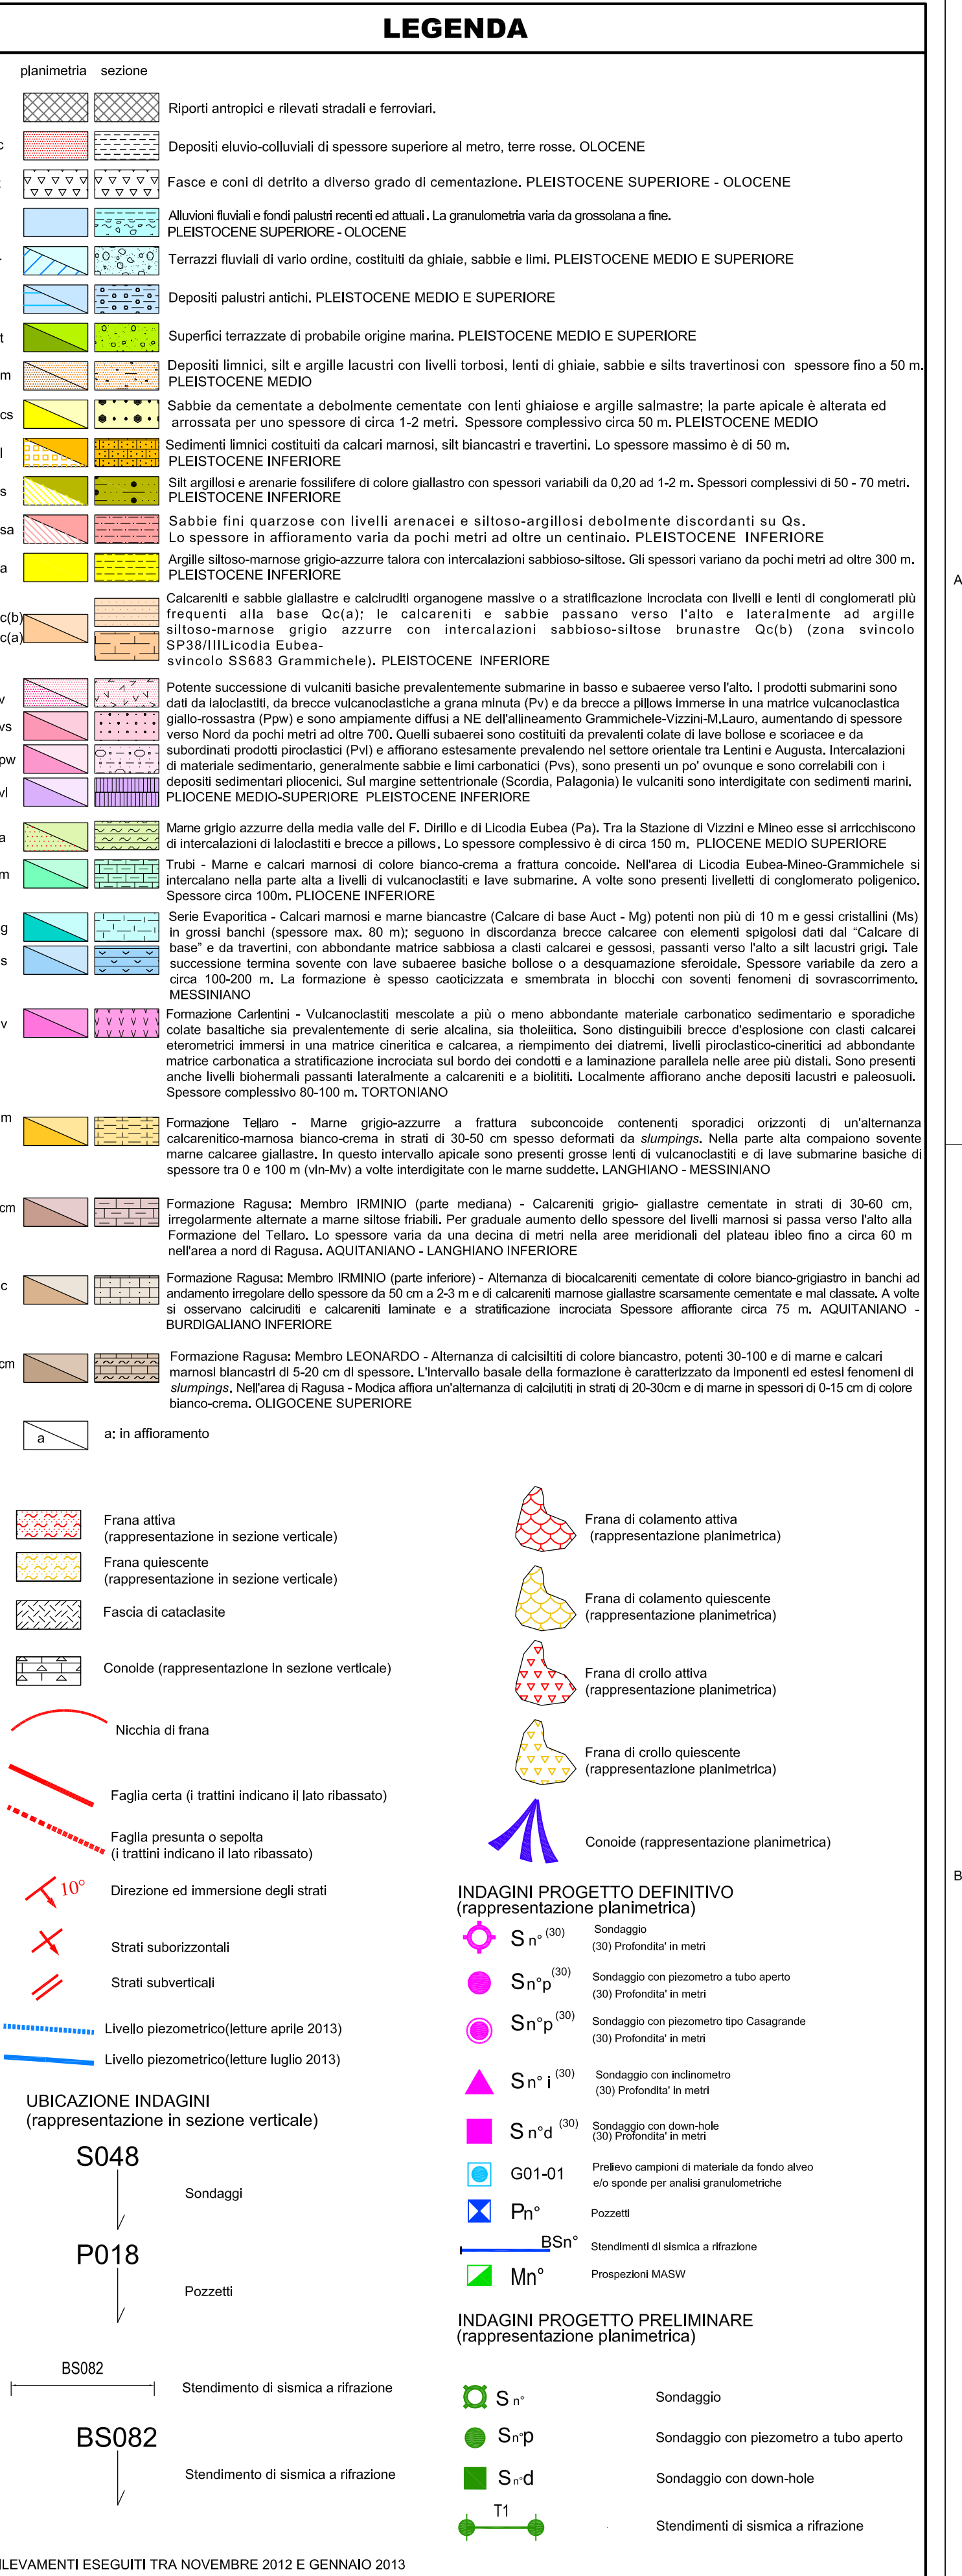 LEGENDA
planimetria sezione
Riporti antropici e rilevati stradali e ferroviari.
c
Depositi eluvio-colluviali di spessore superiore al metro, terre rosse. OLOCENE
Fasce e coni di detrito a diverso grado di cementazione. PLEISTOCENE SUPERIORE - OLOCENE
Alluvioni fluviali e fondi palustri recenti ed attuali. La granulometria varia da grossolana a fine.
PLEISTOCENE SUPERIORE - OLOCENE
Terrazzi fluviali di vario ordine, costituiti da ghiaie, sabbie e limi. PLEISTOCENE MEDIO E SUPERIORE
Depositi palustri antichi. PLEISTOCENE MEDIO E SUPERIORE
t
Superfici terrazzate di probabile origine marina. PLEISTOCENE MEDIO E SUPERIORE
m
Depositi limnici, silt e argille lacustri con livelli torbosi, lenti di ghiaie, sabbie e silts travertinosi con spessore fino a 50 m.
PLEISTOCENE MEDIO
cs
Sabbie da cementate a debolmente cementate con lenti ghiaiose e argille salmastre; la parte apicale è alterata ed
arrossata per uno spessore di circa 1-2 metri. Spessore complessivo circa 50 m. PLEISTOCENE MEDIO
l
Sedimenti limnici costituiti da calcari marnosi, silt biancastri e travertini. Lo spessore massimo è di 50 m.
PLEISTOCENE INFERIORE
s
Silt argillosi e arenarie fossilifere di colore giallastro con spessori variabili da 0,20 ad 1-2 m. Spessori complessivi di 50 - 70 metri.
PLEISTOCENE INFERIORE
sa
Sabbie fini quarzose con livelli arenacei e siltoso-argillosi debolmente discordanti su Qs.
Lo spessore in affioramento varia da pochi metri ad oltre un centinaio. PLEISTOCENE INFERIORE
a
Argille siltoso-marnose grigio-azzurre talora con intercalazioni sabbioso-siltose. Gli spessori variano da pochi metri ad oltre 300 m.
PLEISTOCENE INFERIORE
A
c(b)
c(a)
Calcareniti e sabbie giallastre e calciruditi organogene massive o a stratificazione incrociata con livelli e lenti di conglomerati più
frequenti alla base Qc(a); le calcareniti e sabbie passano verso l'alto e lateralmente ad argille
siltoso-marnose grigio azzurre con intercalazioni sabbioso-siltose brunastre Qc(b) (zona svincolo
SP38/IIILicodia Eubea-
svincolo SS683 Grammichele). PLEISTOCENE INFERIORE
v
vs
pw
vl
Potente successione di vulcaniti basiche prevalentemente submarine in basso e subaeree verso l'alto. I prodotti submarini sono
dati da ialoclastiti, da brecce vulcanoclastiche a grana minuta (Pv) e da brecce a pillows immerse in una matrice vulcanoclastica
giallo-rossastra (Ppw) e sono ampiamente diffusi a NE dell'allineamento Grammichele-Vizzini-M.Lauro, aumentando di spessore
verso Nord da pochi metri ad oltre 700. Quelli subaerei sono costituiti da prevalenti colate di lave bollose e scoriacee e da
subordinati prodotti piroclastici (Pvl) e affiorano estesamente prevalendo nel settore orientale tra Lentini e Augusta. Intercalazioni
di materiale sedimentario, generalmente sabbie e limi carbonatici (Pvs), sono presenti un po' ovunque e sono correlabili con i
depositi sedimentari pliocenici. Sul margine settentrionale (Scordia, Palagonia) le vulcaniti sono interdigitate con sedimenti marini.
PLIOCENE MEDIO-SUPERIORE PLEISTOCENE INFERIORE
a
Marne grigio azzurre della media valle del F. Dirillo e di Licodia Eubea (Pa). Tra la Stazione di Vizzini e Mineo esse si arricchiscono
di intercalazioni di Ialoclastiti e brecce a pillows. Lo spessore complessivo è di circa 150 m. PLIOCENE MEDIO SUPERIORE
m
Trubi - Marne e calcari marnosi di colore bianco-crema a frattura concoide. Nell'area di Licodia Eubea-Mineo-Grammichele si
intercalano nella parte alta a livelli di vulcanoclastiti e lave submarine. A volte sono presenti livelletti di conglomerato poligenico.
Spessore circa 100m. PLIOCENE INFERIORE
g
s
Serie Evaporitica - Calcari marnosi e marne biancastre (Calcare di base Auct - Mg) potenti non più di 10 m e gessi cristallini (Ms)
in grossi banchi (spessore max. 80 m); seguono in discordanza brecce calcaree con elementi spigolosi dati dal "Calcare di
base" e da travertini, con abbondante matrice sabbiosa a clasti calcarei e gessosi, passanti verso l'alto a silt lacustri grigi. Tale
successione termina sovente con lave subaeree basiche bollose o a desquamazione sferoidale. Spessore variabile da zero a
circa 100-200 m. La formazione è spesso caoticizzata e smembrata in blocchi con soventi fenomeni di sovrascorrimento.
MESSINIANO
v
Formazione Carlentini - Vulcanoclastiti mescolate a più o meno abbondante materiale carbonatico sedimentario e sporadiche
colate basaltiche sia prevalentemente di serie alcalina, sia tholeiitica. Sono distinguibili brecce d'esplosione con clasti calcarei
eterometrici immersi in una matrice cineritica e calcarea, a riempimento dei diatremi, livelli piroclastico-cineritici ad abbondante
matrice carbonatica a stratificazione incrociata sul bordo dei condotti e a laminazione parallela nelle aree più distali. Sono presenti
anche livelli biohermali passanti lateralmente a calcareniti e a biolititi. Localmente affiorano anche depositi lacustri e paleosuoli.
Spessore complessivo 80-100 m. TORTONIANO
m
Formazione Tellaro - Marne grigio-azzurre a frattura subconcoide contenenti sporadici orizzonti di un'alternanza
calcarenitico-marnosa bianco-crema in strati di 30-50 cm spesso deformati da slumpings. Nella parte alta compaiono sovente
marne calcaree giallastre. In questo intervallo apicale sono presenti grosse lenti di vulcanoclastiti e di lave submarine basiche di
spessore tra 0 e 100 m (vln-Mv) a volte interdigitate con le marne suddette. LANGHIANO - MESSINIANO
cm
Formazione Ragusa: Membro IRMINIO (parte mediana) - Calcareniti grigio- giallastre cementate in strati di 30-60 cm,
irregolarmente alternate a marne siltose friabili. Per graduale aumento dello spessore del livelli marnosi si passa verso l'alto alla
Formazione del Tellaro. Lo spessore varia da una decina di metri nella aree meridionali del plateau ibleo fino a circa 60 m
nell'area a nord di Ragusa. AQUITANIANO - LANGHIANO INFERIORE
c
Formazione Ragusa: Membro IRMINIO (parte inferiore) - Alternanza di biocalcareniti cementate di colore bianco-grigiastro in banchi ad
andamento irregolare dello spessore da 50 cm a 2-3 m e di calcareniti marnose giallastre scarsamente cementate e mal classate. A volte
si osservano calciruditi e calcareniti laminate e a stratificazione incrociata Spessore affiorante circa 75 m. AQUITANIANO -
BURDIGALIANO INFERIORE
cm
Formazione Ragusa: Membro LEONARDO - Alternanza di calcisiltiti di colore biancastro, potenti 30-100 e di marne e calcari
marnosi biancastri di 5-20 cm di spessore. L'intervallo basale della formazione è caratterizzato da imponenti ed estesi fenomeni di
slumpings. Nell'area di Ragusa - Modica affiora un'alternanza di calcilutiti in strati di 20-30cm e di marne in spessori di 0-15 cm di colore
bianco-crema. OLIGOCENE SUPERIORE
a
a: in affioramento
Frana attiva
(rappresentazione in sezione verticale)
Frana quiescente
(rappresentazione in sezione verticale)
Fascia di cataclasite
Conoide (rappresentazione in sezione verticale)
Nicchia di frana
Faglia certa (i trattini indicano il lato ribassato)
Faglia presunta o sepolta
(i trattini indicano il lato ribassato)
10°
Direzione ed immersione degli strati
Strati suborizzontali
Strati subverticali
Livello piezometrico(letture aprile 2013)
Livello piezometrico(letture luglio 2013)
UBICAZIONE INDAGINI
(rappresentazione in sezione verticale)
S048
Sondaggi
P018
Pozzetti
BS082
Stendimento di sismica a rifrazione
BS082
Stendimento di sismica a rifrazione
Frana di colamento attiva
(rappresentazione planimetrica)
Frana di colamento quiescente
(rappresentazione planimetrica)
Frana di crollo attiva
(rappresentazione planimetrica)
Frana di crollo quiescente
(rappresentazione planimetrica)
Conoide (rappresentazione planimetrica)
B
INDAGINI PROGETTO DEFINITIVO
(rappresentazione planimetrica)
S n° (30) Sondaggio
(30) Profondita' in metri
Sn°p (30) Sondaggio con piezometro a tubo aperto
(30) Profondita' in metri
Sn°p (30) Sondaggio con piezometro tipo Casagrande
(30) Profondita' in metri
Sn° i (30) Sondaggio con inclinometro
(30) Profondita' in metri
S n°d (30) Sondaggio con down-hole
(30) Profondita' in metri
G01-01 Prelievo campioni di materiale da fondo alveo
e/o sponde per analisi granulometriche
Pn° Pozzetti
BSn° Stendimenti di sismica a rifrazione
Mn° Prospezioni MASW
INDAGINI PROGETTO PRELIMINARE
(rappresentazione planimetrica)
S n° Sondaggio
Sn°p Sondaggio con piezometro a tubo aperto
Sn°d Sondaggio con down-hole
T1 Stendimenti di sismica a rifrazione
ILEVAMENTI ESEGUITI TRA NOVEMBRE 2012 E GENNAIO 2013